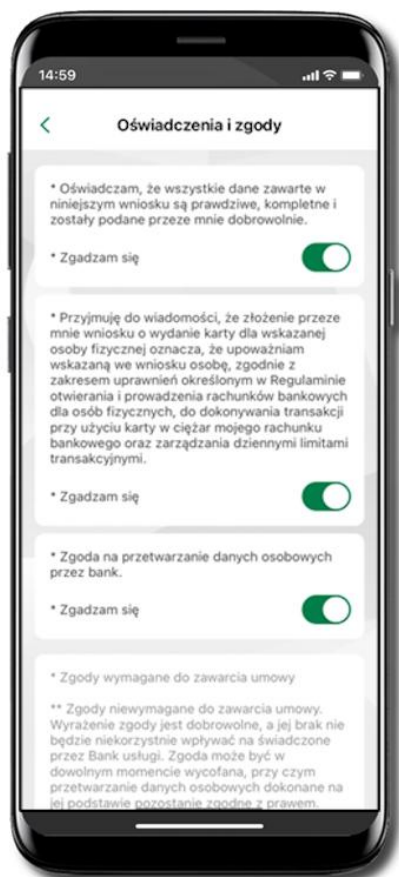 14:59
Oświadczenia i zgody
* Oświadczam, że wszystkie dane zawarte w
niniejszym wniosku są prawdziwe, kompletne i
zostały podane przeze mnie dobrowolnie.
* Zgadzam się
* Przyjmuję do wiadomości, że złożenie przeze
mnie wniosku o wydanie karty dla wskazanej
osoby fizycznej oznacza, że upoważniam
wskazaną we wniosku osobę, zgodnie z
zakresem uprawnień określonym w Regulaminie
otwierania i prowadzenia rachunków bankowych
dla osób fizycznych, do dokonywania transakcji
przy użyciu karty w ciężar mojego rachunku
bankowego oraz zarządzania dziennymi limitami
transakcyjnymi.
* Zgadzam się
* Zgoda na przetwarzanie danych osobowych
przez bank.
* Zgadzam się
* Zgody wymagane do zawarcia umowy
** Zgody niewymagane do zawarcia umowy.
Wyrażenie zgody jest dobrowolne, a jej brak nie
będzie niekorzystnie wpływać na świadczone
przez Bank usługi. Zgoda może być w
dowolnym momencie wycofana, przy czym
przetwarzanie danych osobowych dokonane na
jej podstawie pozostanie zgodne z prawem.